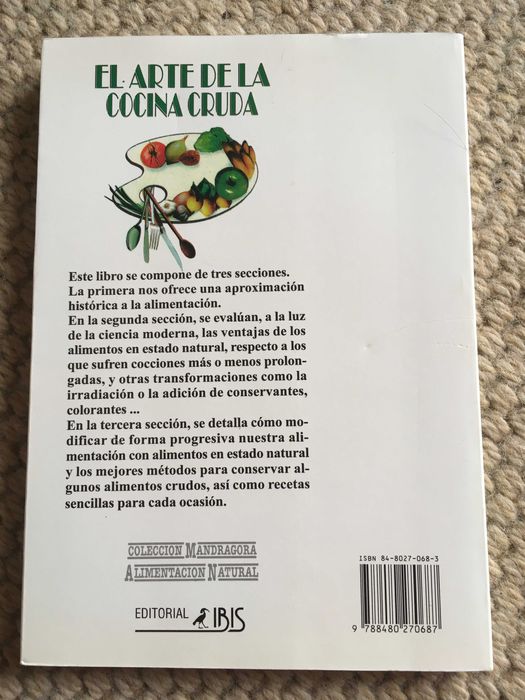 EL ARTE DE LA
COCINA CRUDA
Este libro se compone de tres secciones.
La primera nos ofrece una aproximación
histórica a la alimentación.
En la segunda sección, se evalúan, a la luz
de la ciencia moderna, las ventajas de los
alimentos en estado natural, respecto a los
que sufren cocciones más o menos prolon-
gadas, y otras transformaciones como la
irradiación o la adición de conservantes,
colorantes ...
En la tercera sección, se detalla cómo mo-
dificar de forma progresiva nuestra ali-
mentación con alimentos en estado natural
y los mejores métodos para conservar al-
gunos alimentos crudos, así como recetas
sencillas para cada ocasión.
COLECCION MANDRAGORA
ALIMENTACION NATURAL
EDITORIAL IBIS
ISBN 84-8027-068-3
9 788480 270687